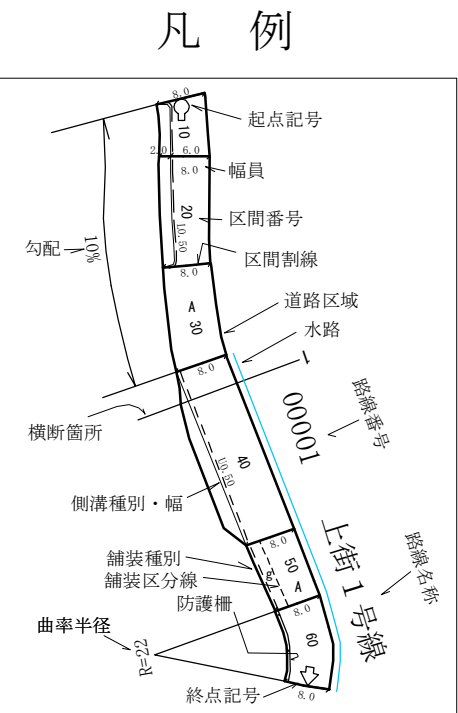 凡 例
8.0
起点記号
10
2.0 6.0
幅員
8.0
区間番号
20
U0.50
勾配
10%
区間割線
8.0
A
30
道路区域
水路
1
8.0
横断箇所
00001
路線番号
40
U0.50
側溝種別・幅
上街1号線
路線名称
8.0
舗装種別
舗装区分線
50
A
防護柵
8.0
曲率半径
R=22
60
終点記号
8.0